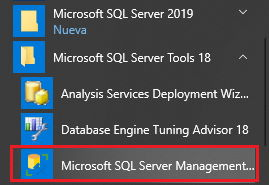 Microsoft SQL Server 2019
Nueva
Microsoft SQL Server Tools 18
Analysis Services Deployment Wiz...
Database Engine Tuning Advisor 18
Microsoft SQL Server Management...